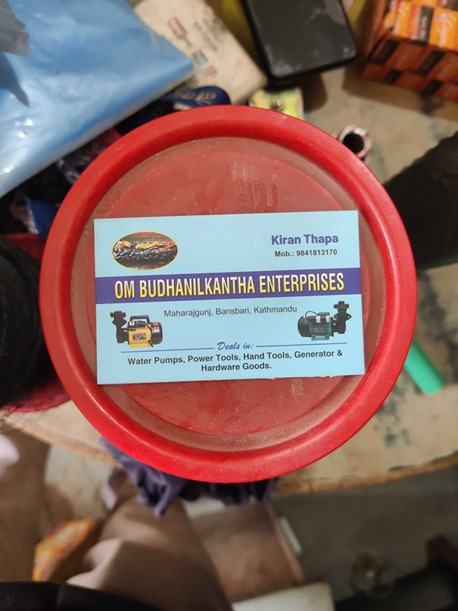 Kiran Thapa
Mob.: 9841813170
OM BUDHANILKANTHA ENTERPRISES
Maharajgunj, Bansbari, Kathmandu
Deals in:
Water Pumps, Power Tools, Hand Tools, Generator &
Hardware Goods.